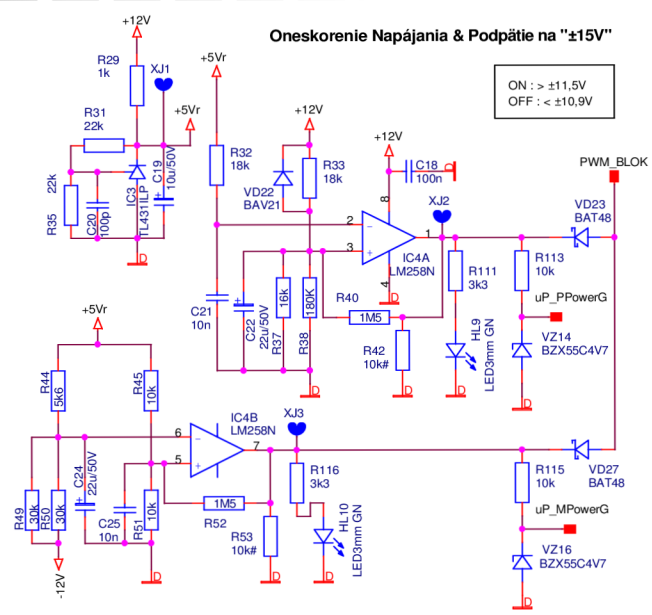 Oneskorenie Napájania & Podpätie na "±15V"
ON : > ±11,5V
OFF : < ±10,9V
+12V
R29
1k
XJ1
+5Vr
R31
22k
22k
R35
C20
100p
IC3
TL431ILP
C19
10u/50V
D
+5Vr
R32
18k
+12V
VD22
BAV21
R33
18k
+12V
C18
100n
D
8
2
3
1
4
IC4A
LM258N
XJ2
D
C21
10n
C22
22u/50V
16k
R37
180K
R38
R40
1M5
R42
10k#
D
D
R111
3k3
HL9
LED3mm GN
D
PWM_BLOK
VD23
BAT48
R113
10k
uP_PPowerG
VZ14
BZX55C4V7
D
+5Vr
R44
5k6
R45
10k
6
5
7
IC4B
LM258N
XJ3
R49
30k
R50
30k
-12V
C24
22u/50V
C25
10n
R51
10k
D
1M5
R52
R53
10k#
D
R116
3k3
HL10
LED3mm GN
D
VD27
BAT48
R115
10k
uP_MPowerG
VZ16
BZX55C4V7
D